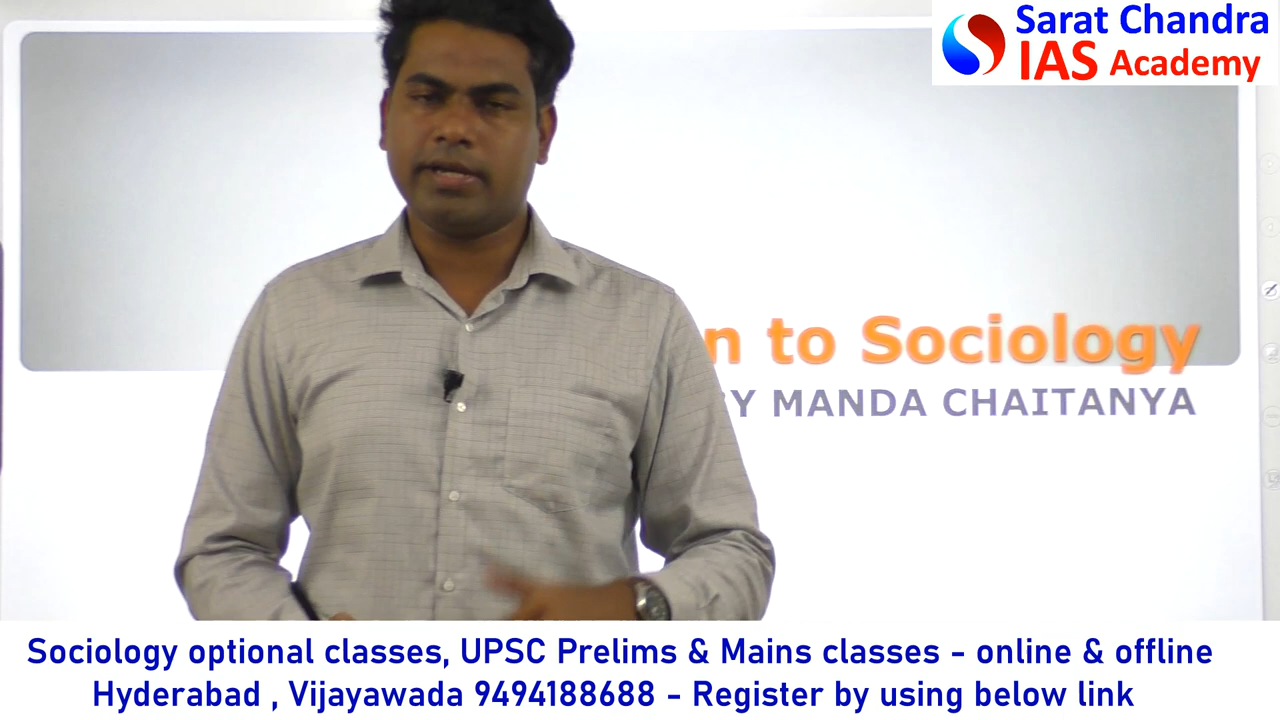 Sarat Chandra
IAS Academy
n to Sociology
BY MANDA CHAITANYA
Sociology optional classes, UPSC Prelims & Mains classes - online & offline
Hyderabad , Vijayawada 9494188688 - Register by using below link